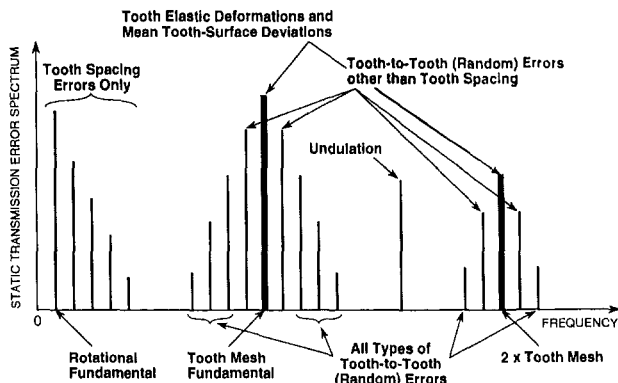 Tooth Elastic Deformations and
Mean Tooth-Surface Deviations
Tooth Spacing
Errors Only
Tooth-to-Tooth (Random) Errors
other than Tooth Spacing
Undulation
STATIC TRANSMISSION ERROR SPECTRUM
0
FREQUENCY
Rotational
Fundamental
Tooth Mesh
Fundamental
All Types of
Tooth-to-Tooth
(Random) Errors
2 x Tooth Mesh